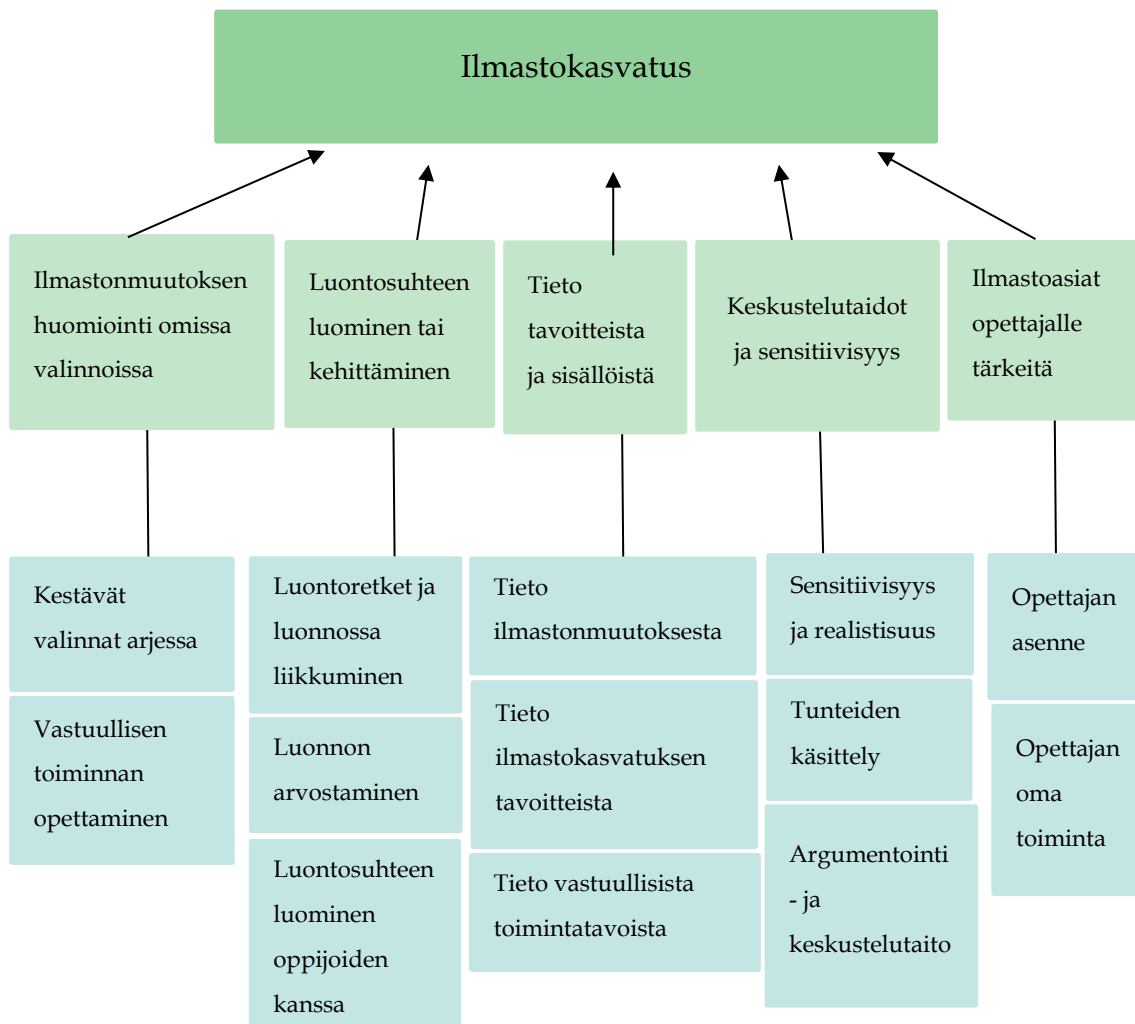 Ilmastokasvatus
Ilmastonmuutoksen
huomiointi omissa
valinnoissa
Luontosuhteen
luominen tai
kehittäminen
Tieto
tavoitteista
ja sisällöistä
Keskustelutaidot
ja sensitiivisyys
Ilmastoasiat
opettajalle
tärkeitä
Kestävät
valinnat arjessa
Vastuullisen
toiminnan
opettaminen
Luontoretket ja
luonnossa
liikkuminen
Luonnon
arvostaminen
Luontosuhteen
luominen
oppijoiden
kanssa
Tieto
ilmastonmuutoksesta
Tieto
ilmastokasvatuksen
tavoitteista
Tieto vastuullisista
toimintatavoista
Sensitiivisyys
ja realistisuus
Tunteiden
käsittely
Argumentointi
- ja
keskustelutaito
Opettajan
asenne
Opettajan
oma
toiminta